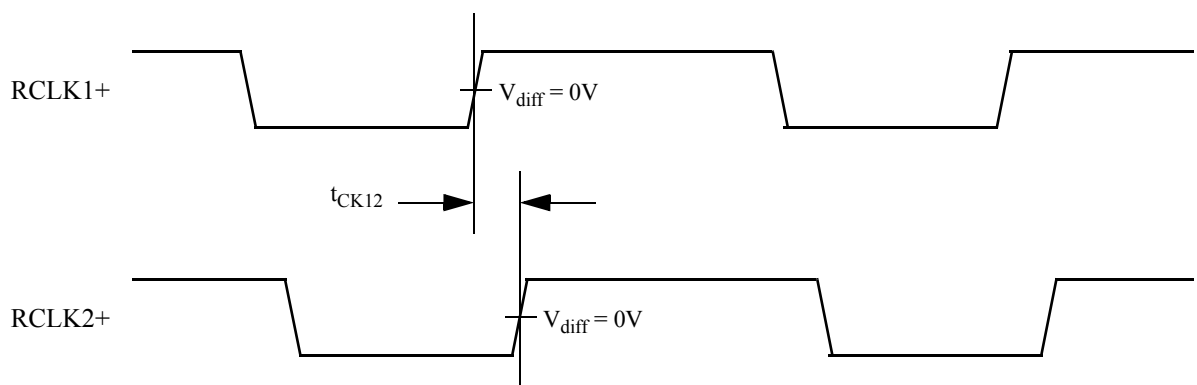 RCLK1+
V_diff = 0V
t_CK12
RCLK2+
V_diff = 0V